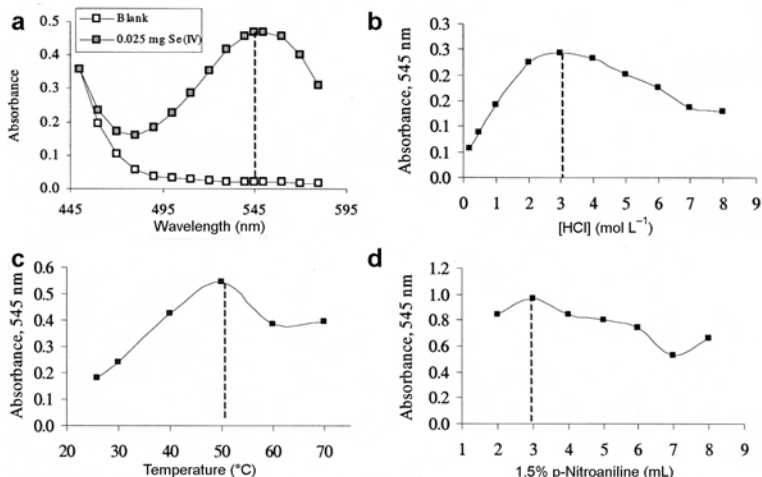 a
Blank
0.025 mg Se(IV)
Absorbance
0.5
0.4
0.3
0.2
0.1
0.0
445 495 545 595
Wavelength (nm)
b
Absorbance, 545 nm
0.3
0.3
0.2
0.2
0.1
0.1
0.0
0 1 2 3 4 5 6 7 8 9
[HCl] (mol L⁻¹)
c
Absorbance, 545 nm
0.6
0.5
0.4
0.3
0.2
0.1
0.0
20 30 40 50 60 70
Temperature (°C)
d
Absorbance, 545 nm
1.2
1.0
0.8
0.6
0.4
0.2
0.0
1 2 3 4 5 6 7 8 9
1.5% p-Nitroaniline (mL)